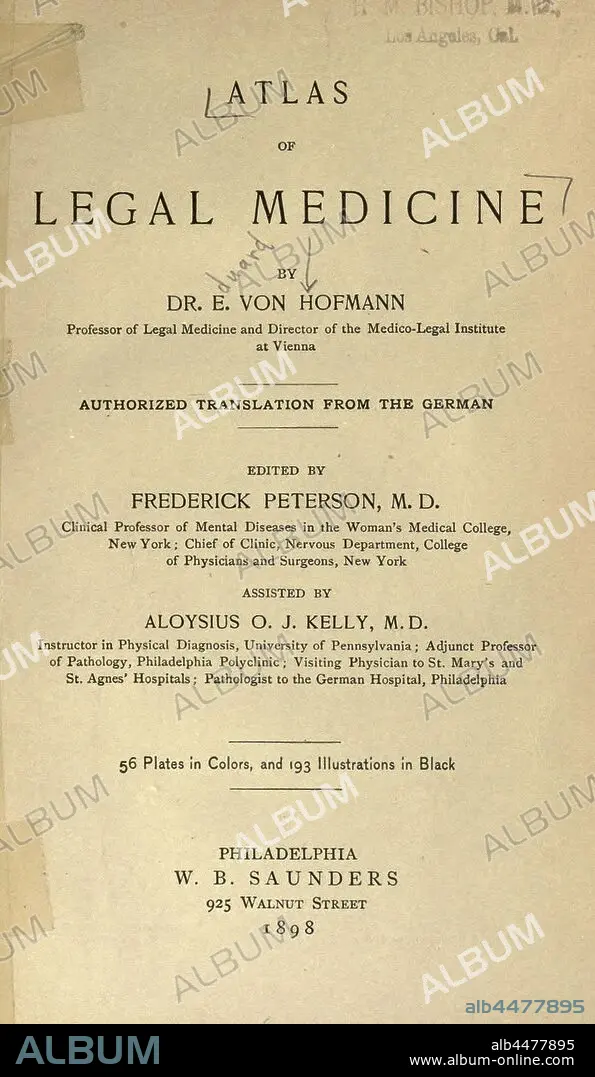 H. M. BISHOP, M.D.,
Los Angeles, Cal.
ATLAS
OF
LEGAL MEDICINE
duard
BY
DR. E. VON HOFMANN
Professor of Legal Medicine and Director of the Medico-Legal Institute
at Vienna
AUTHORIZED TRANSLATION FROM THE GERMAN
EDITED BY
FREDERICK PETERSON, M. D.
Clinical Professor of Mental Diseases in the Woman's Medical College,
New York; Chief of Clinic, Nervous Department, College
of Physicians and Surgeons, New York
ASSISTED BY
ALOYSIUS O. J. KELLY, M. D.
Instructor in Physical Diagnosis, University of Pennsylvania; Adjunct Professor
of Pathology, Philadelphia Polyclinic; Visiting Physician to St. Mary's and
St. Agnes' Hospitals; Pathologist to the German Hospital, Philadelphia
56 Plates in Colors, and 193 Illustrations in Black
PHILADELPHIA
W. B. SAUNDERS
925 WALNUT STREET
1898
ALBUM
alb4477895
ALBUM
alb4477895
www.album-online.com